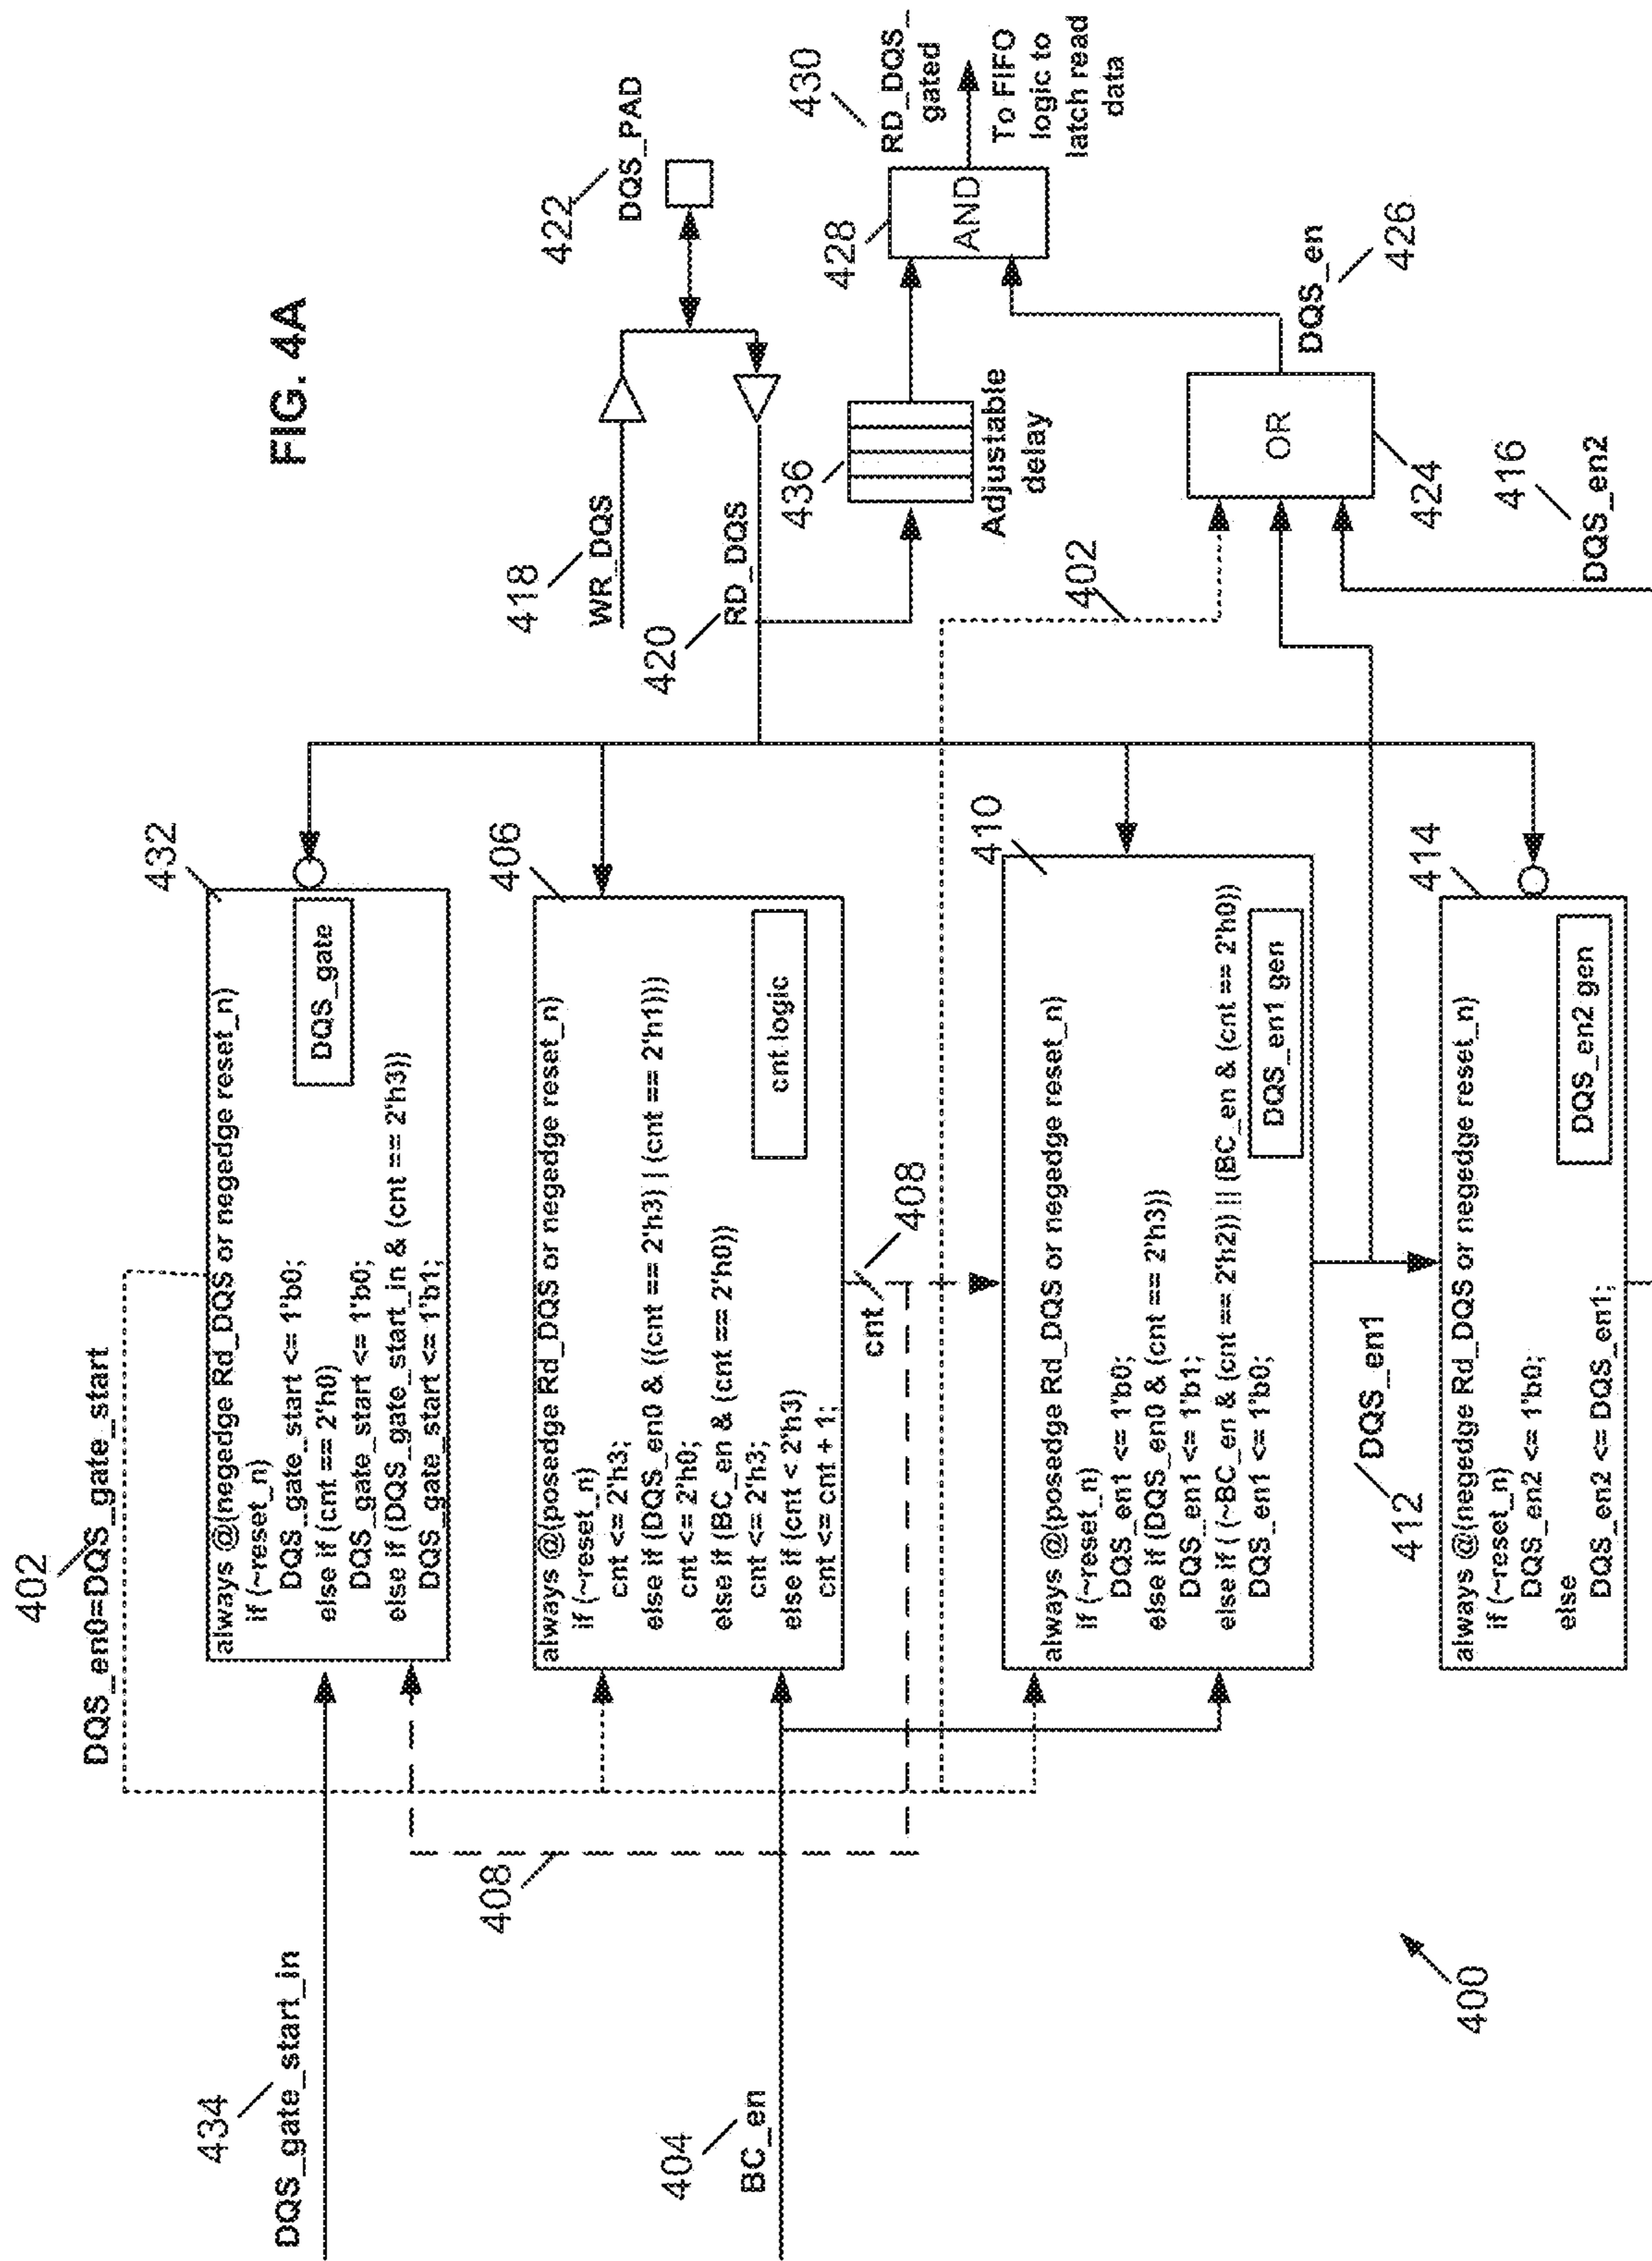 FIG. 4A
402
DQS_en0=DQS_gate_start
434
DQS_gate_start_in
404
BC_en
408
400
432
always @(negedge Rd_DQS or negedge reset_n)
if (~reset_n)
DQS_gate_start <= 1'b0;
else if (cnt == 2'h0)
DQS_gate_start <= 1'b0;
else if (DQS_gate_start_in & (cnt == 2'h3))
DQS_gate_start <= 1'b1;
DQS_gate
406
always @(posedge Rd_DQS or negedge reset_n)
if (~reset_n)
cnt <= 2'h3;
else if (DQS_en0 & ((cnt == 2'h3) | (cnt == 2'h1)))
cnt <= 2'h0;
else if (BC_en & (cnt == 2'h0))
cnt <= 2'h3;
else if (cnt < 2'h3)
cnt <= cnt + 1;
cnt logic
cnt
408
410
always @(posedge Rd_DQS or negedge reset_n)
if (~reset_n)
DQS_en1 <= 1'b0;
else if (DQS_en0 & (cnt == 2'h3))
DQS_en1 <= 1'b1;
else if ((~BC_en & (cnt == 2'h2)) || (BC_en & (cnt == 2'h0))
DQS_en1 <= 1'b0;
DQS_en1 gen
412
DQS_en1
414
always @(negedge Rd_DQS or negedge reset_n)
if (~reset_n)
DQS_en2 <= 1'b0;
else
DQS_en2 <= DQS_en1;
DQS_en2 gen
418
WR_DQS
420
RD_DQS
422
DQS_PAD
436
Adjustable
delay
402
428
AND
430
RD_DQS_
gated
To FIFO
logic to
latch read
data
OR
424
DQS_en
426
416
DQS_en2